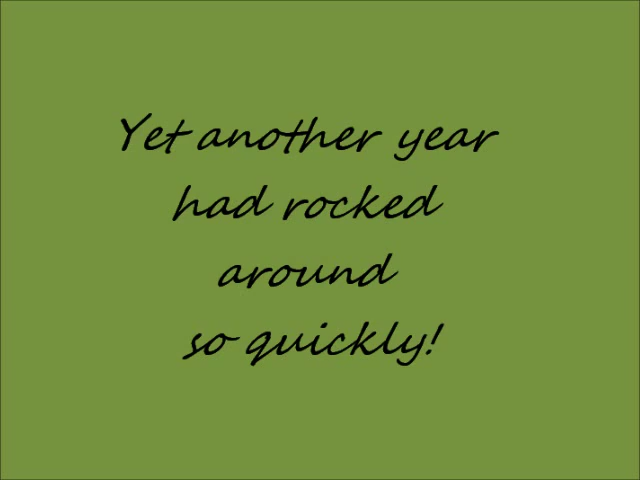 Yet another year
had rocked
around
so quickly!